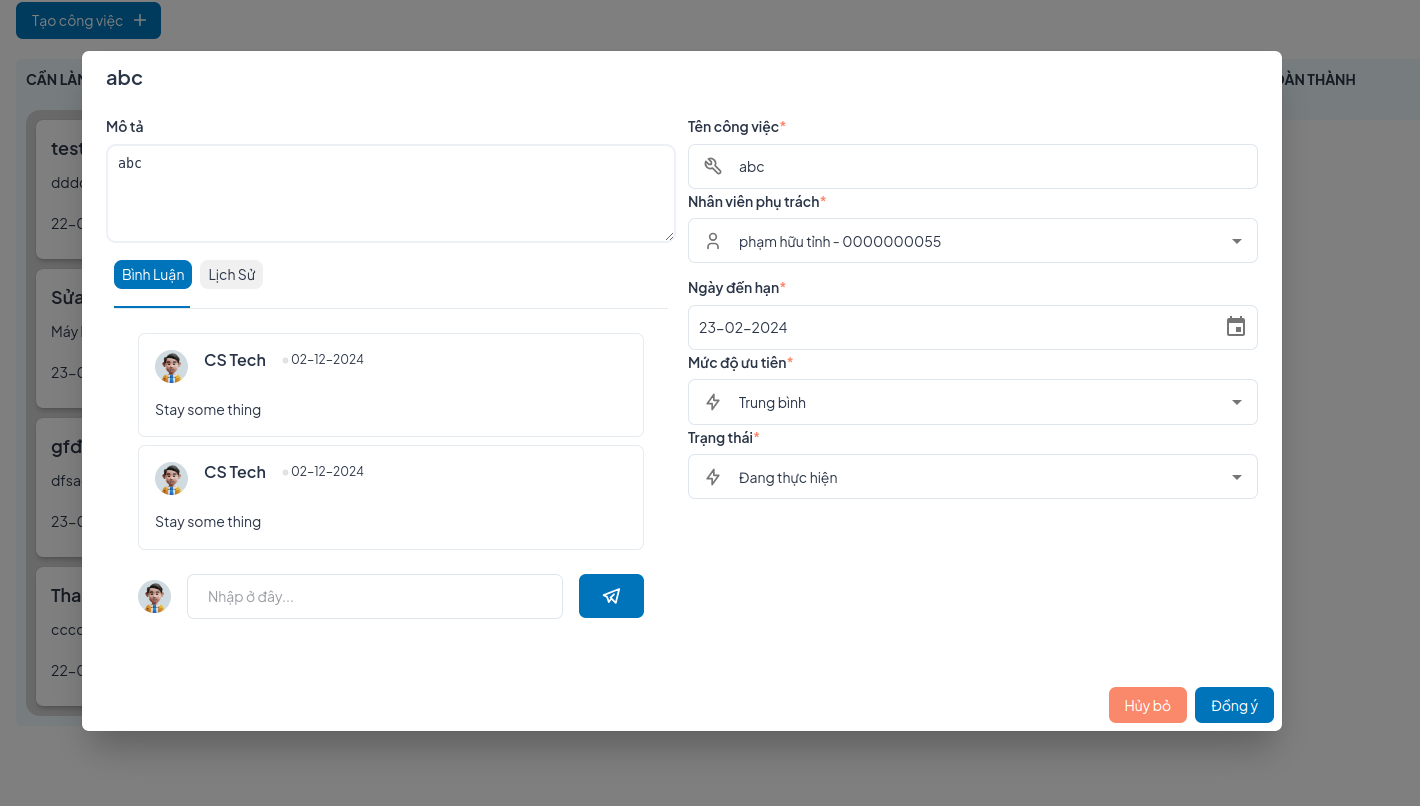 Tạo công việc
CẦN LÀM
OÀN THÀNH
test
dddd
22-0
Sửa
Máy
23-0
gfd
dfsa
23-0
Tha
cccc
22-0
abc
Mô tả
abc
Bình Luận
Lịch Sử
CS Tech
02-12-2024
Stay some thing
CS Tech
02-12-2024
Stay some thing
Nhập ở đây...
Tên công việc*
abc
Nhân viên phụ trách*
phạm hữu tình - 0000000055
Ngày đến hạn*
23-02-2024
Mức độ ưu tiên*
Trung bình
Trạng thái*
Đang thực hiện
Hủy bỏ
Đồng ý